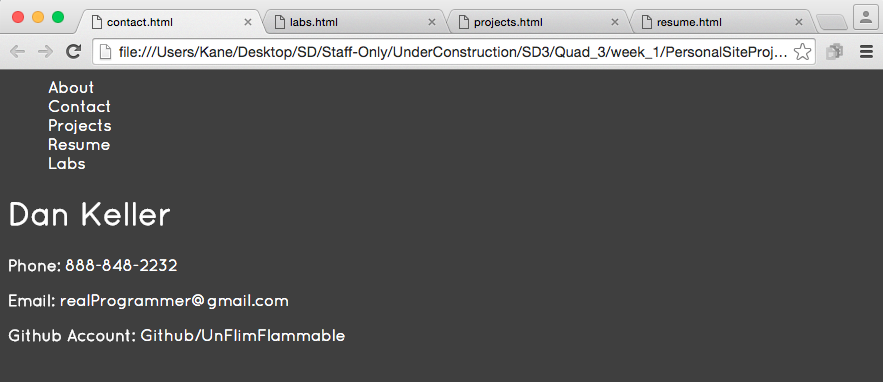 contact.html labs.html projects.html resume.html
file:///Users/Kane/Desktop/SD/Staff-Only/UnderConstruction/SD3/Quad_3/week_1/PersonalSiteProj...
About
Contact
Projects
Resume
Labs
Dan Keller
Phone: 888-848-2232
Email: realProgrammer@gmail.com
Github Account: Github/UnFlimFlammable